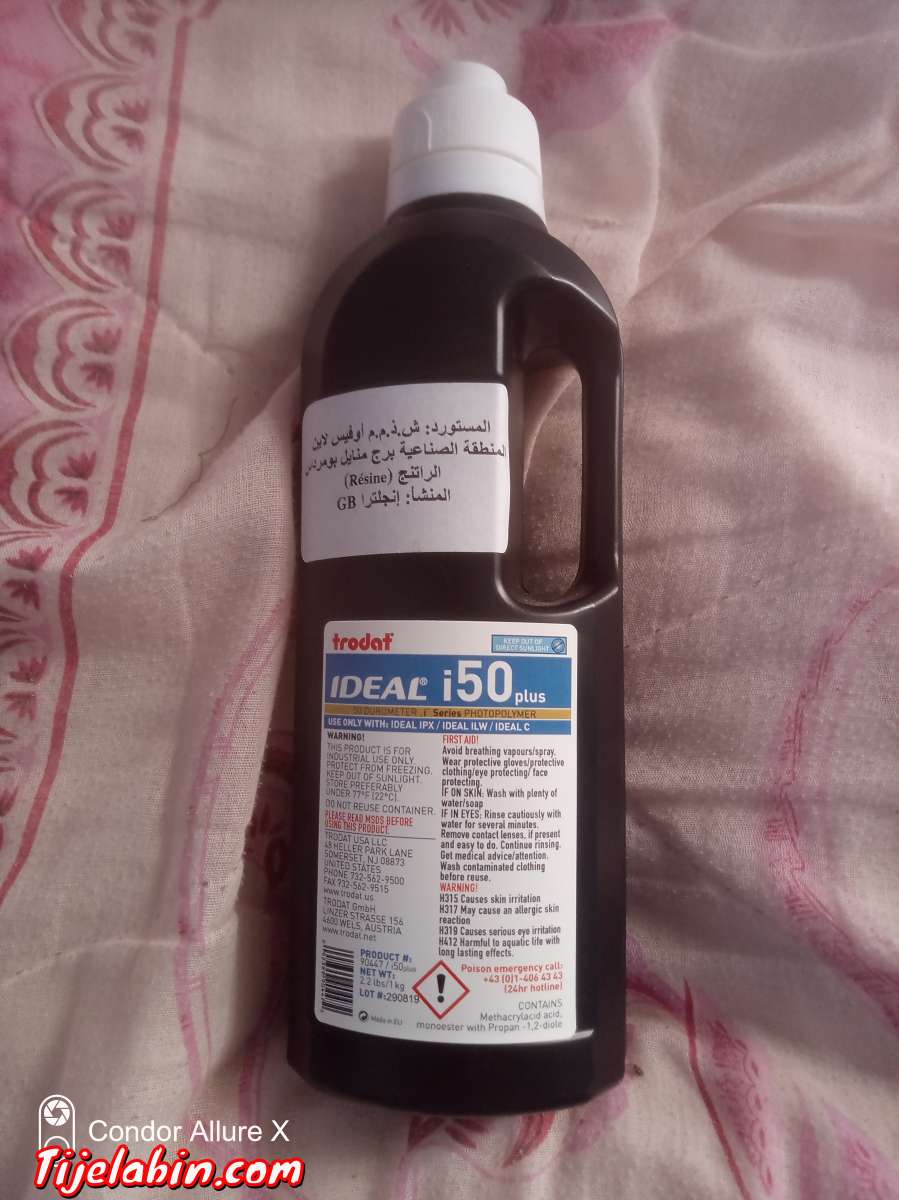 المستورد: ش.ذ.م.م أوفيس لاين
المنطقة الصناعية برج منايل بومرداس
الراتنج (Résine)
المنشأ: إنجلترا GB
trodat
KEEP OUT OF
DIRECT SUNLIGHT
IDEAL® i50 plus
50 DUROMETER i Series PHOTOPOLYMER
USE ONLY WITH: IDEAL IPX / IDEAL ILW / IDEAL C
WARNING!
THIS PRODUCT IS FOR
INDUSTRIAL USE ONLY.
PROTECT FROM FREEZING.
KEEP OUT OF SUNLIGHT.
STORE PREFERABLY
UNDER 77°F (22°C).
DO NOT REUSE CONTAINER.
PLEASE READ MSDS BEFORE
USING THIS PRODUCT.
TRODAT USA LLC
48 HELLER PARK LANE
SOMERSET, NJ 08873
UNITED STATES
PHONE 732-562-9500
FAX 732-562-9515
www.trodat.us
TRODAT GmbH
LINZER STRASSE 156
4600 WELS, AUSTRIA
www.trodat.net
PRODUCT #:
90447 / i50plus
NET WT:
2.2 lbs/1kg
LOT #:290819
Made in EU
FIRST AID!
Avoid breathing vapours/spray.
Wear protective gloves/protective
clothing/eye protecting/ face
protecting.
IF ON SKIN: Wash with plenty of
water/soap
IF IN EYES: Rinse cautiously with
water for several minutes.
Remove contact lenses, if present
and easy to do. Continue rinsing.
Get medical advice/attention.
Wash contaminated clothing
before reuse.
WARNING!
H315 Causes skin irritation
H317 May cause an allergic skin
reaction
H319 Causes serious eye irritation
H412 Harmful to aquatic life with
long lasting effects.
Poison emergency call:
+43 (0)1-406 43 43
(24hr hotline)
CONTAINS
Methacrylacid acid,
monoester with Propan -1,2-diole
Condor Allure X
Tijelabin.com